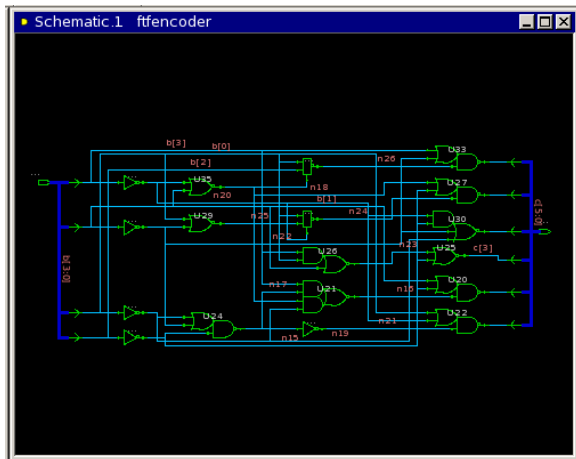 Schematic.1 ftfencoder
b[3]
b[0]
U33
b[2]
n26
U35
n18
U27
n20
b[1]
U29
n25
n24
U30
n22
n23
c[3]
U26
U25
c[5:0]
b[3:0]
n17
U21
n16
U20
U24
n21
U22
n15
n19